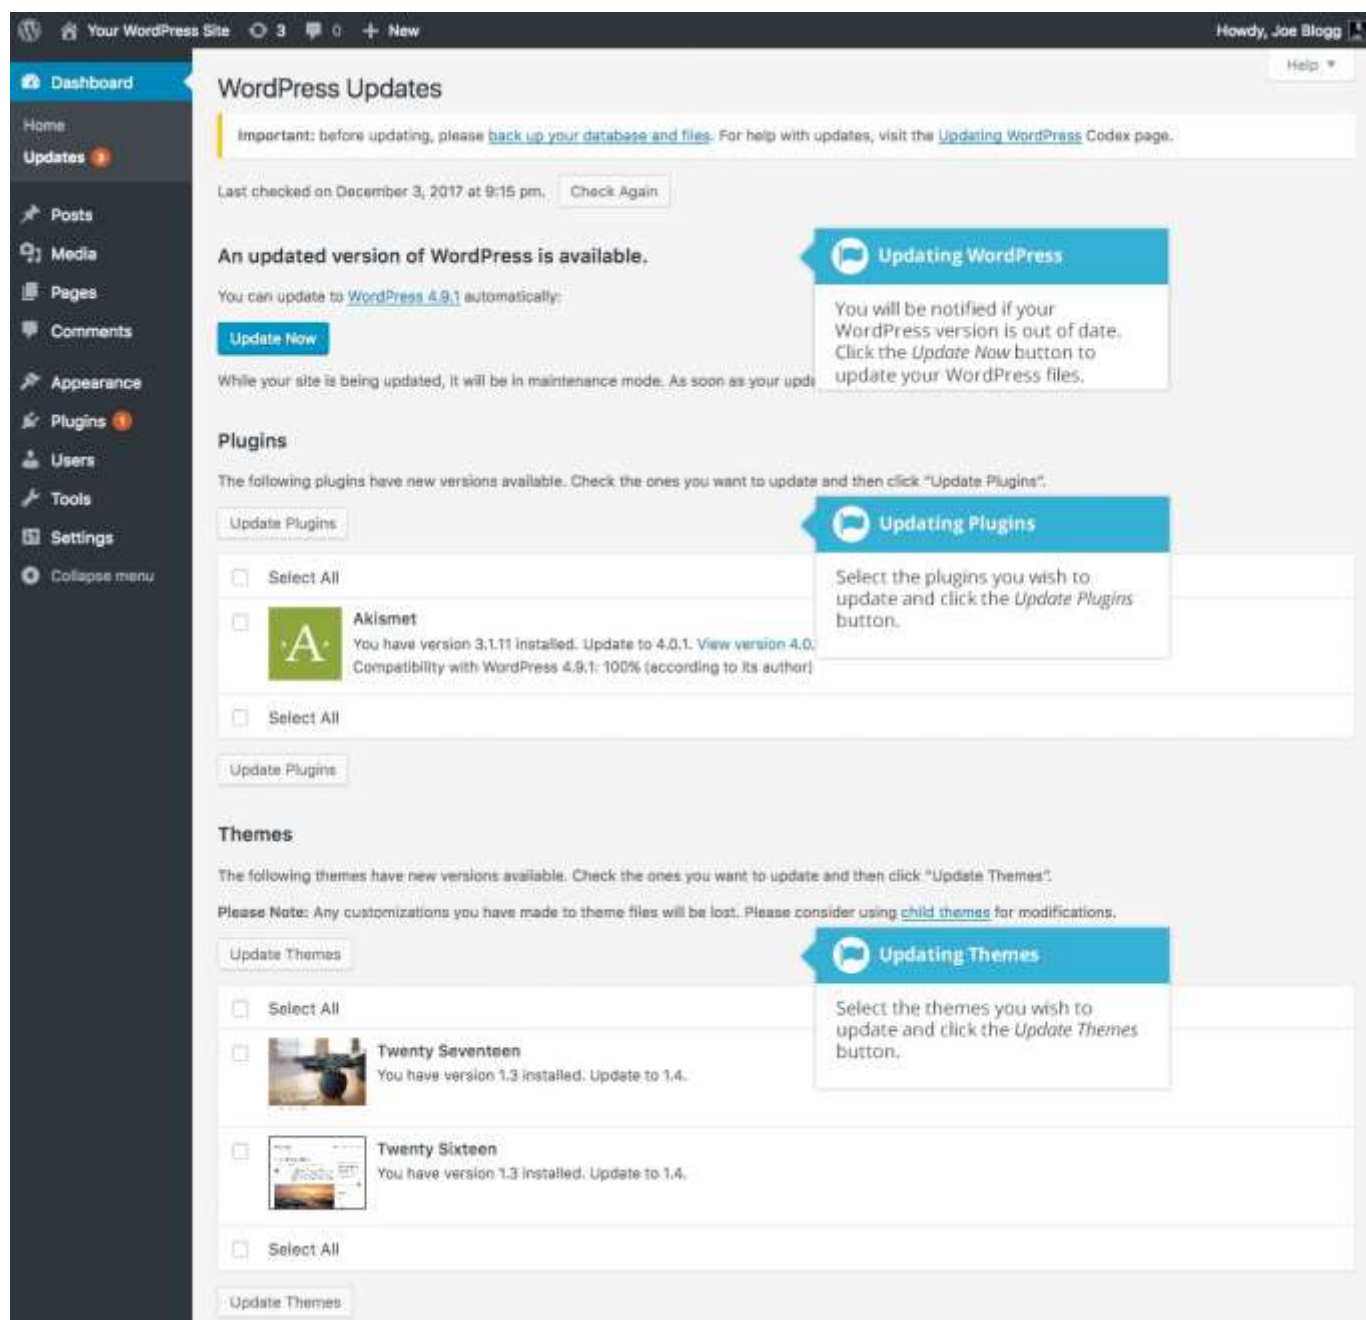 Your WordPress Site 3 0 + New Howdy, Joe Blogg
Help ▼
Dashboard
Home
Updates 3
Posts
Media
Pages
Comments
Appearance
Plugins 1
Users
Tools
Settings
Collapse menu
WordPress Updates
Important: before updating, please back up your database and files. For help with updates, visit the Updating WordPress Codex page.
Last checked on December 3, 2017 at 9:15 pm. Check Again
An updated version of WordPress is available.
You can update to WordPress 4.9.1 automatically:
Update Now
While your site is being updated, it will be in maintenance mode. As soon as your upda
Updating WordPress
You will be notified if your
WordPress version is out of date.
Click the Update Now button to
update your WordPress files.
Plugins
The following plugins have new versions available. Check the ones you want to update and then click “Update Plugins”.
Update Plugins
Updating Plugins
Select the plugins you wish to
update and click the Update Plugins
button.
Select All
A
Akismet
You have version 3.1.11 installed. Update to 4.0.1. View version 4.0.
Compatibility with WordPress 4.9.1: 100% (according to its author)
Select All
Update Plugins
Themes
The following themes have new versions available. Check the ones you want to update and then click “Update Themes”.
Please Note: Any customizations you have made to theme files will be lost. Please consider using child themes for modifications.
Update Themes
Updating Themes
Select the themes you wish to
update and click the Update Themes
button.
Select All
Twenty Seventeen
You have version 1.3 installed. Update to 1.4.
Twenty Sixteen
You have version 1.3 installed. Update to 1.4.
Select All
Update Themes